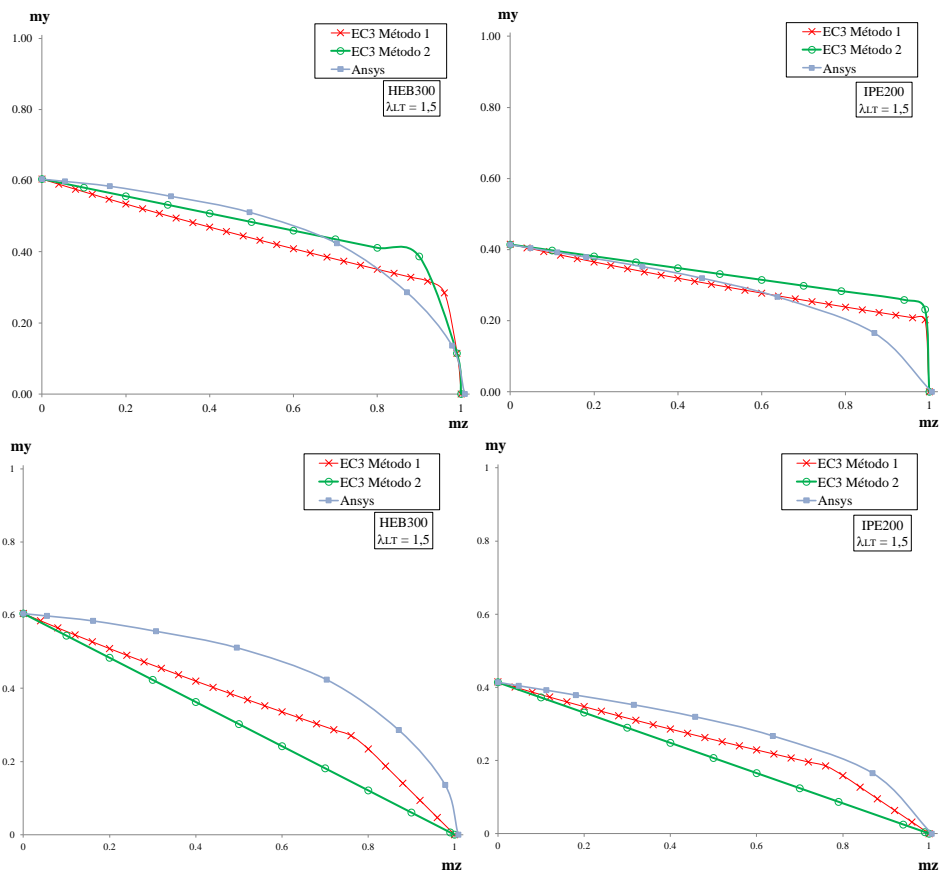 my
EC3 Método 1
EC3 Método 2
Ansys
HEB300
λLT = 1,5
1.00
0.80
0.60
0.40
0.20
0.00
0
0.2
0.4
0.6
0.8
1
mz
my
EC3 Método 1
EC3 Método 2
Ansys
IPE200
λLT = 1,5
1.00
0.80
0.60
0.40
0.20
0.00
0
0.2
0.4
0.6
0.8
1
mz
my
EC3 Método 1
EC3 Método 2
Ansys
HEB300
λLT = 1,5
1
0.8
0.6
0.4
0.2
0
0
0.2
0.4
0.6
0.8
1
mz
my
EC3 Método 1
EC3 Método 2
Ansys
IPE200
λLT = 1,5
1
0.8
0.6
0.4
0.2
0
0
0.2
0.4
0.6
0.8
1
mz